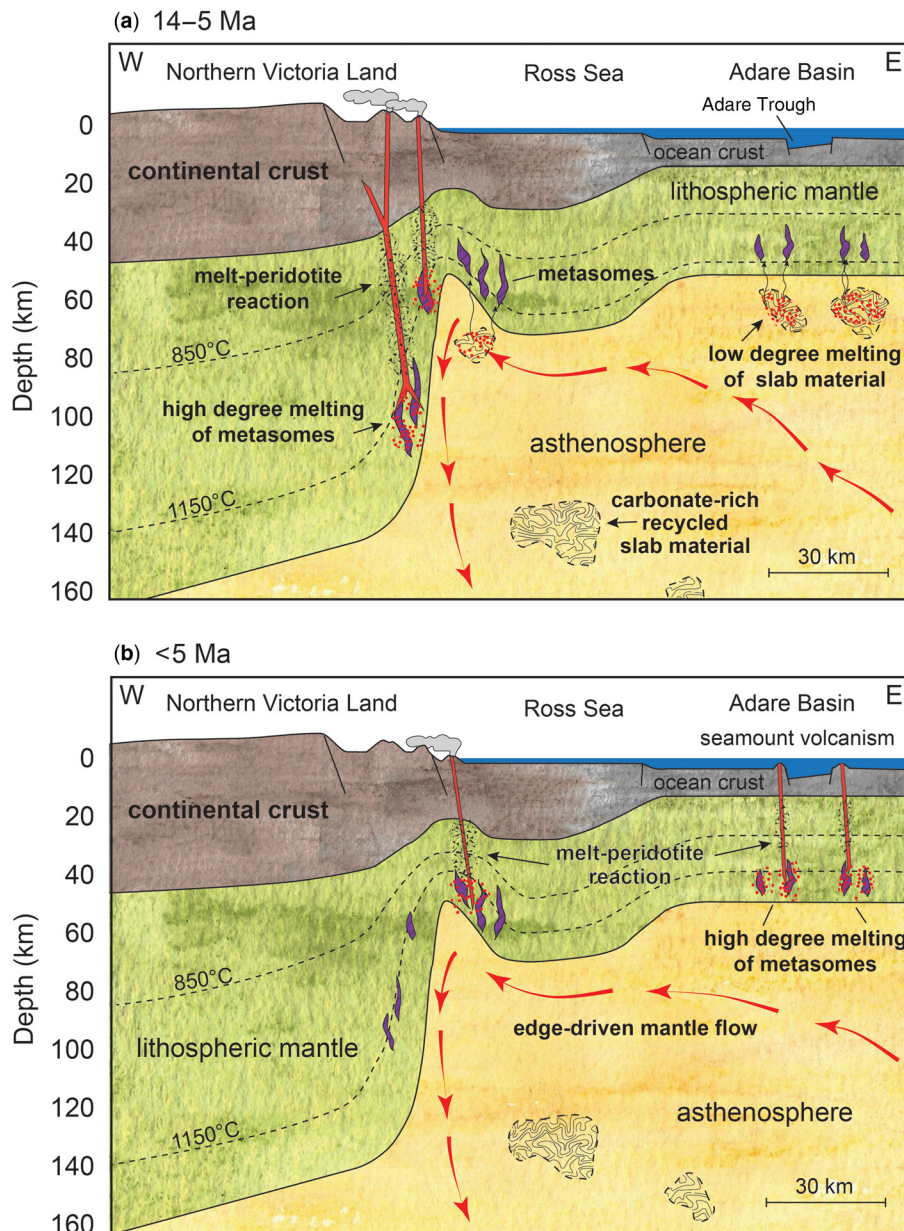 (a) 14–5 Ma
W
E
Northern Victoria Land
Ross Sea
Adare Basin
Adare Trough
0
20
40
60
80
100
120
140
160
Depth (km)
continental crust
ocean crust
lithospheric mantle
melt-peridotite
reaction
metasomes
850°C
low degree melting
of slab material
high degree melting
of metasomes
asthenosphere
1150°C
carbonate-rich
recycled
slab material
30 km
(b) <5 Ma
W
E
Northern Victoria Land
Ross Sea
Adare Basin
seamount volcanism
0
20
40
60
80
100
120
140
160
Depth (km)
ocean crust
continental crust
melt-peridotite
reaction
high degree melting
of metasomes
850°C
edge-driven mantle flow
lithospheric mantle
asthenosphere
1150°C
30 km